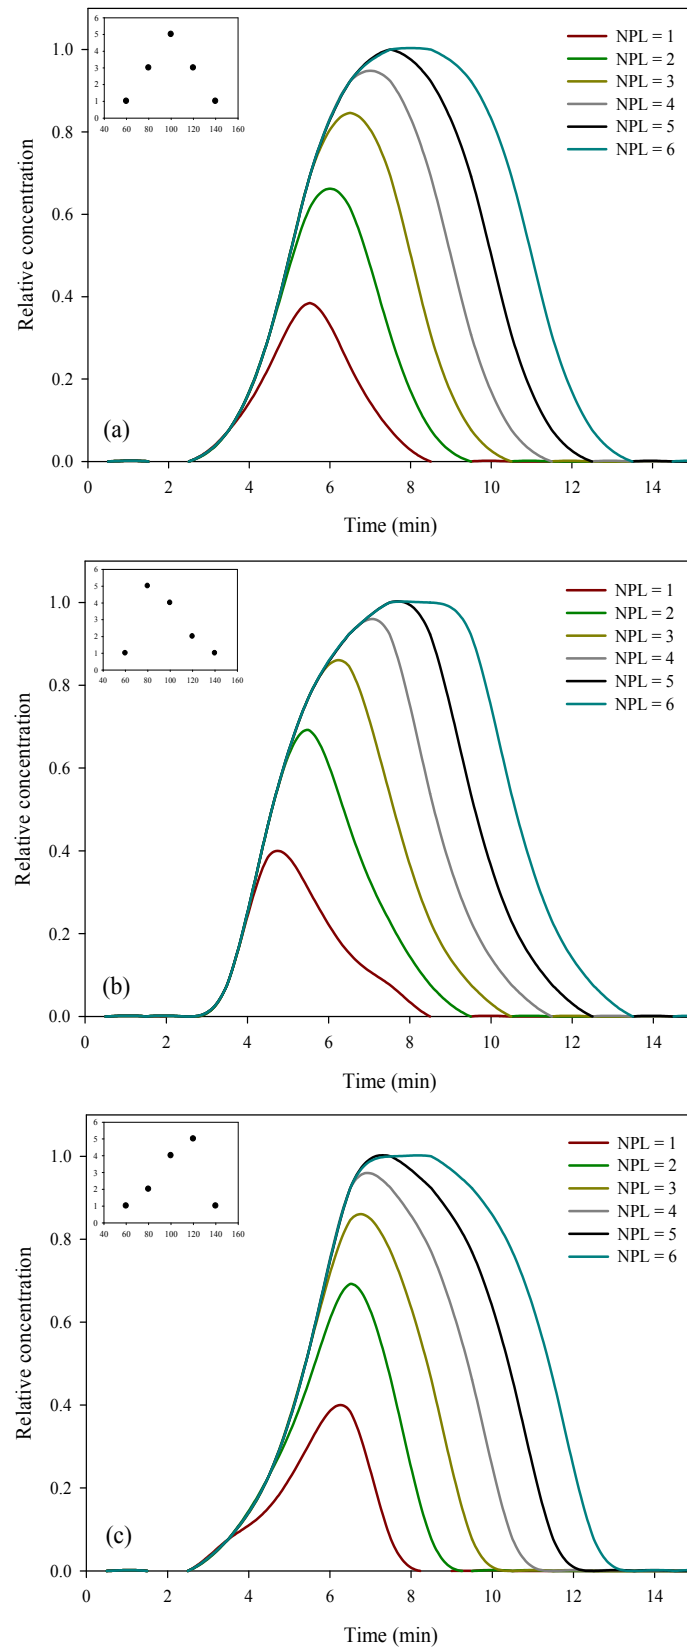 6
5
4
3
2
1
0
40 60 80 100 120 140 160
1.0
0.8
0.6
0.4
0.2
0.0
Relative concentration
NPL = 1
NPL = 2
NPL = 3
NPL = 4
NPL = 5
NPL = 6
(a)
0 2 4 6 8 10 12 14
Time (min)
6
5
4
3
2
1
0
40 60 80 100 120 140 160
1.0
0.8
0.6
0.4
0.2
0.0
Relative concentration
NPL = 1
NPL = 2
NPL = 3
NPL = 4
NPL = 5
NPL = 6
(b)
0 2 4 6 8 10 12 14
Time (min)
6
5
4
3
2
1
0
40 60 80 100 120 140 160
1.0
0.8
0.6
0.4
0.2
0.0
Relative concentration
NPL = 1
NPL = 2
NPL = 3
NPL = 4
NPL = 5
NPL = 6
(c)
0 2 4 6 8 10 12 14
Time (min)